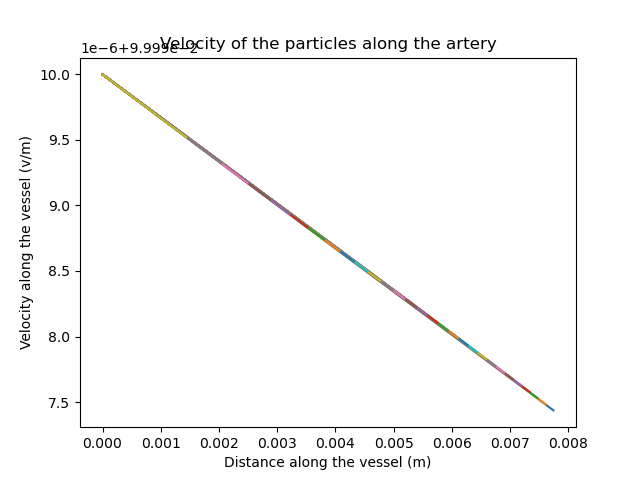 Velocity of the particles along the artery
1e−6+9.999e−2
10.0
9.5
9.0
8.5
8.0
7.5
Velocity along the vessel (v/m)
0.000 0.001 0.002 0.003 0.004 0.005 0.006 0.007 0.008
Distance along the vessel (m)